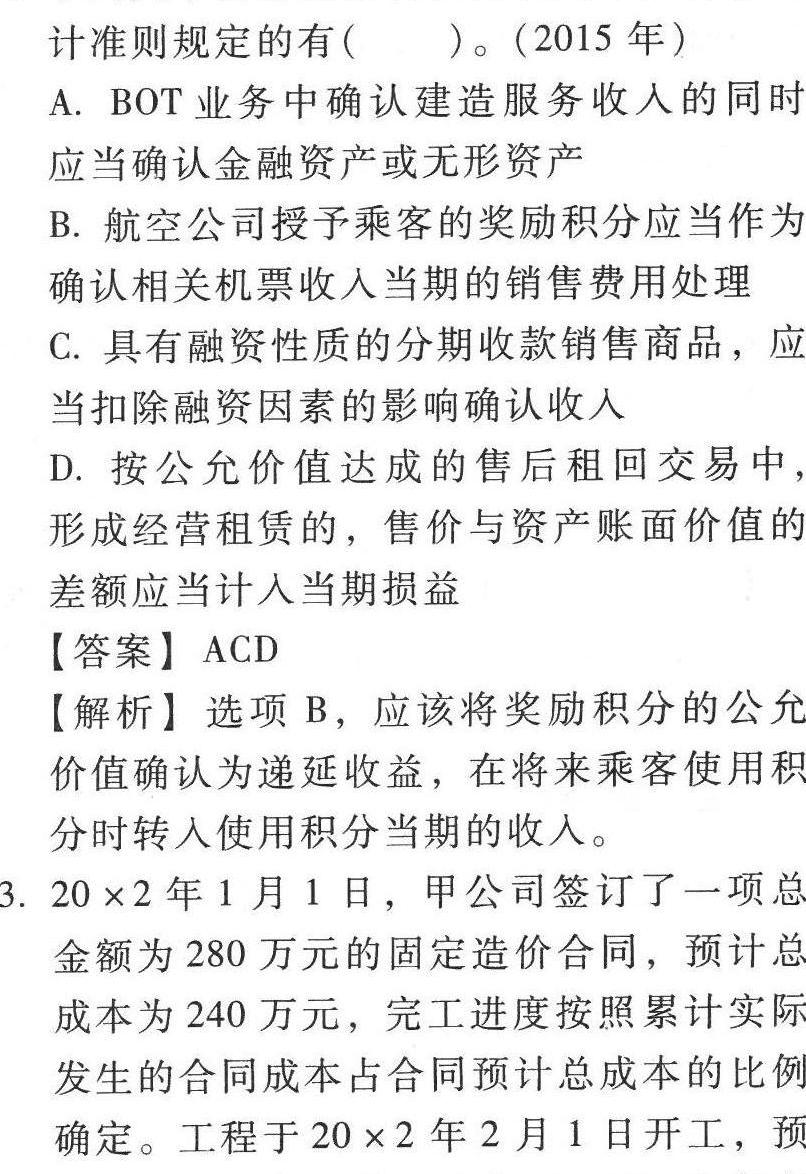 计准则规定的有(　　)。(2015 年)
A. BOT 业务中确认建造服务收入的同时
应当确认金融资产或无形资产
B. 航空公司授予乘客的奖励积分应当作为
确认相关机票收入当期的销售费用处理
C. 具有融资性质的分期收款销售商品，应
当扣除融资因素的影响确认收入
D. 按公允价值达成的售后租回交易中，
形成经营租赁的，售价与资产账面价值的
差额应当计入当期损益
【答案】ACD
【解析】选项 B，应该将奖励积分的公允
价值确认为递延收益，在将来乘客使用积
分时转入使用积分当期的收入。
3. 20×2 年 1 月 1 日，甲公司签订了一项总
金额为 280 万元的固定造价合同，预计总
成本为 240 万元，完工进度按照累计实际
发生的合同成本占合同预计总成本的比例
确定。工程于 20×2 年 2 月 1 日开工，预